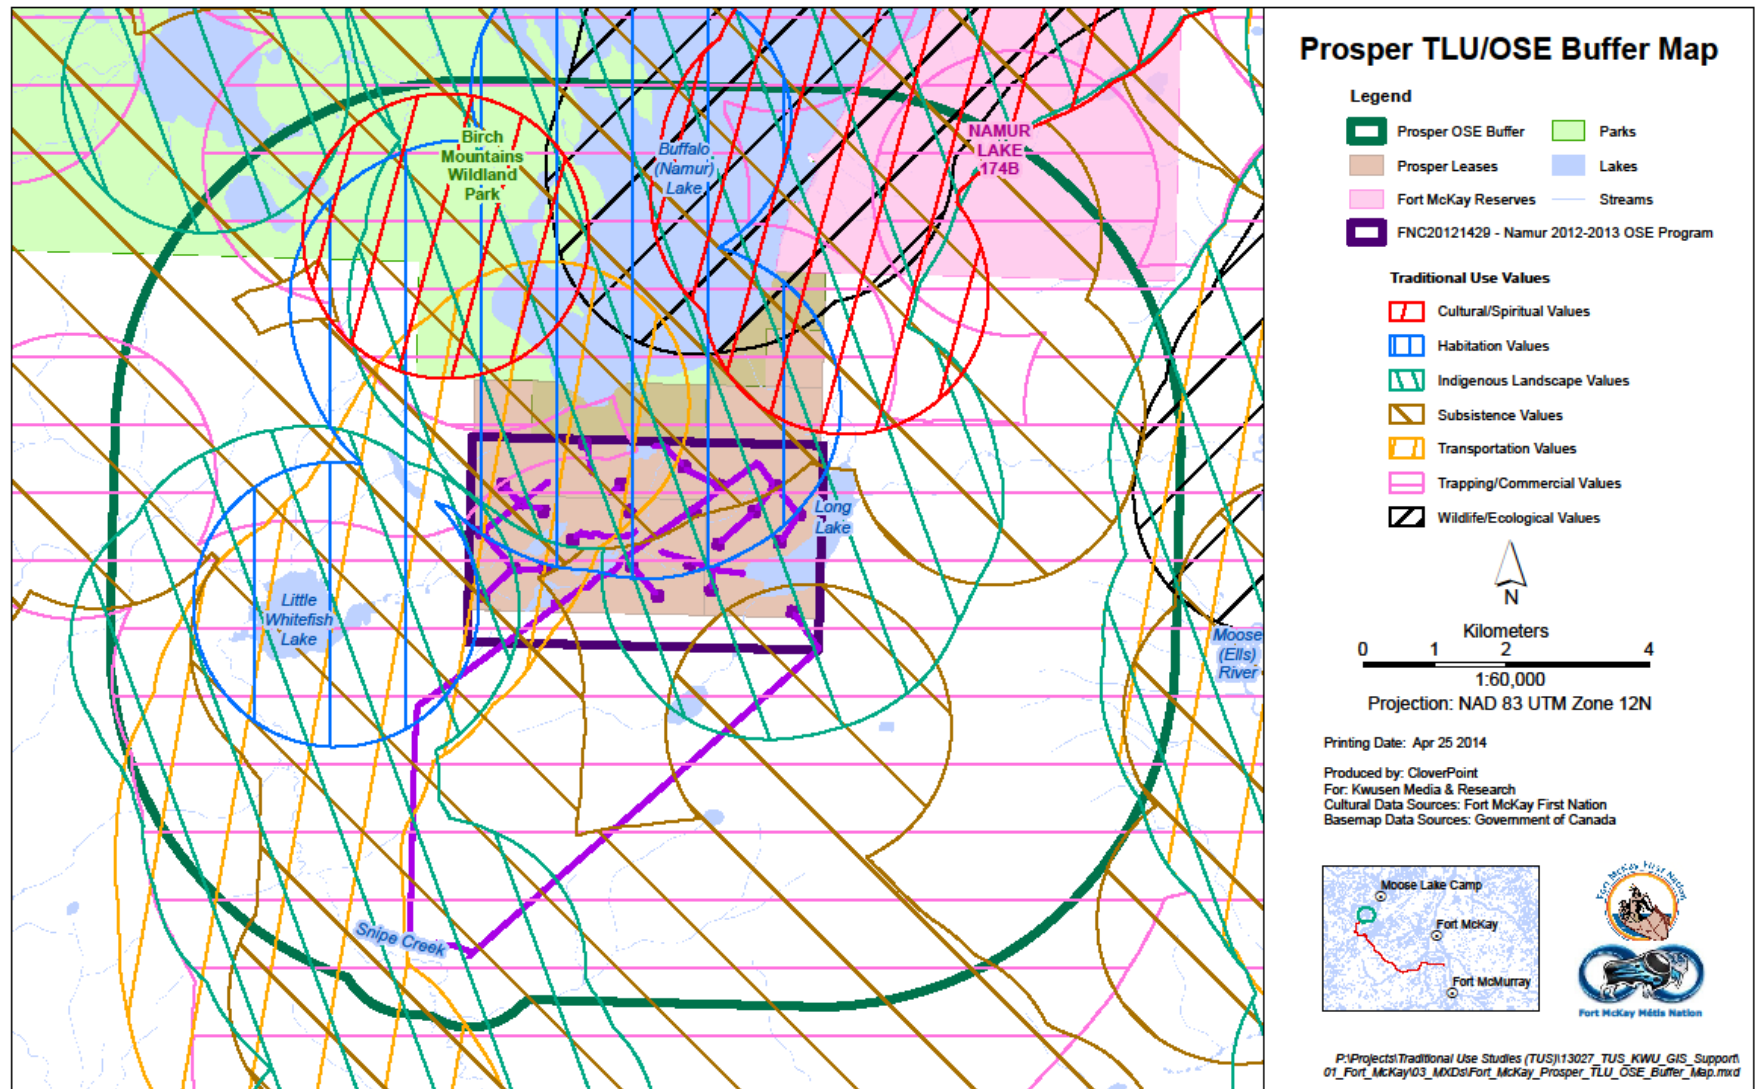 Birch
Mountains
Wildland
Park
Buffalo
(Namur)
Lake
NAMUR
LAKE
174B
Long
Lake
Little
Whitefish
Lake
Moose
(Ells)
River
Snipe Creek
Prosper TLU/OSE Buffer Map
Legend
Prosper OSE Buffer
Parks
Prosper Leases
Lakes
Fort McKay Reserves
Streams
FNC20121429 - Namur 2012-2013 OSE Program
Traditional Use Values
Cultural/Spiritual Values
Habitation Values
Indigenous Landscape Values
Subsistence Values
Transportation Values
Trapping/Commercial Values
Wildlife/Ecological Values
N
Kilometers
0 1 2 4
1:60,000
Projection: NAD 83 UTM Zone 12N
Printing Date: Apr 25 2014
Produced by: CloverPoint
For: Kwusen Media & Research
Cultural Data Sources: Fort McKay First Nation
Basemap Data Sources: Government of Canada
Moose Lake Camp
Fort McKay
Fort McMurray
Fort McKay First Nation
Fort McKay Métis Nation
P:\Projects\Traditional Use Studies (TUS)\13027_TUS_KWU_GIS_Support\
01_Fort_McKay\03_MXDs\Fort_McKay_Prosper_TLU_OSE_Buffer_Map.mxd